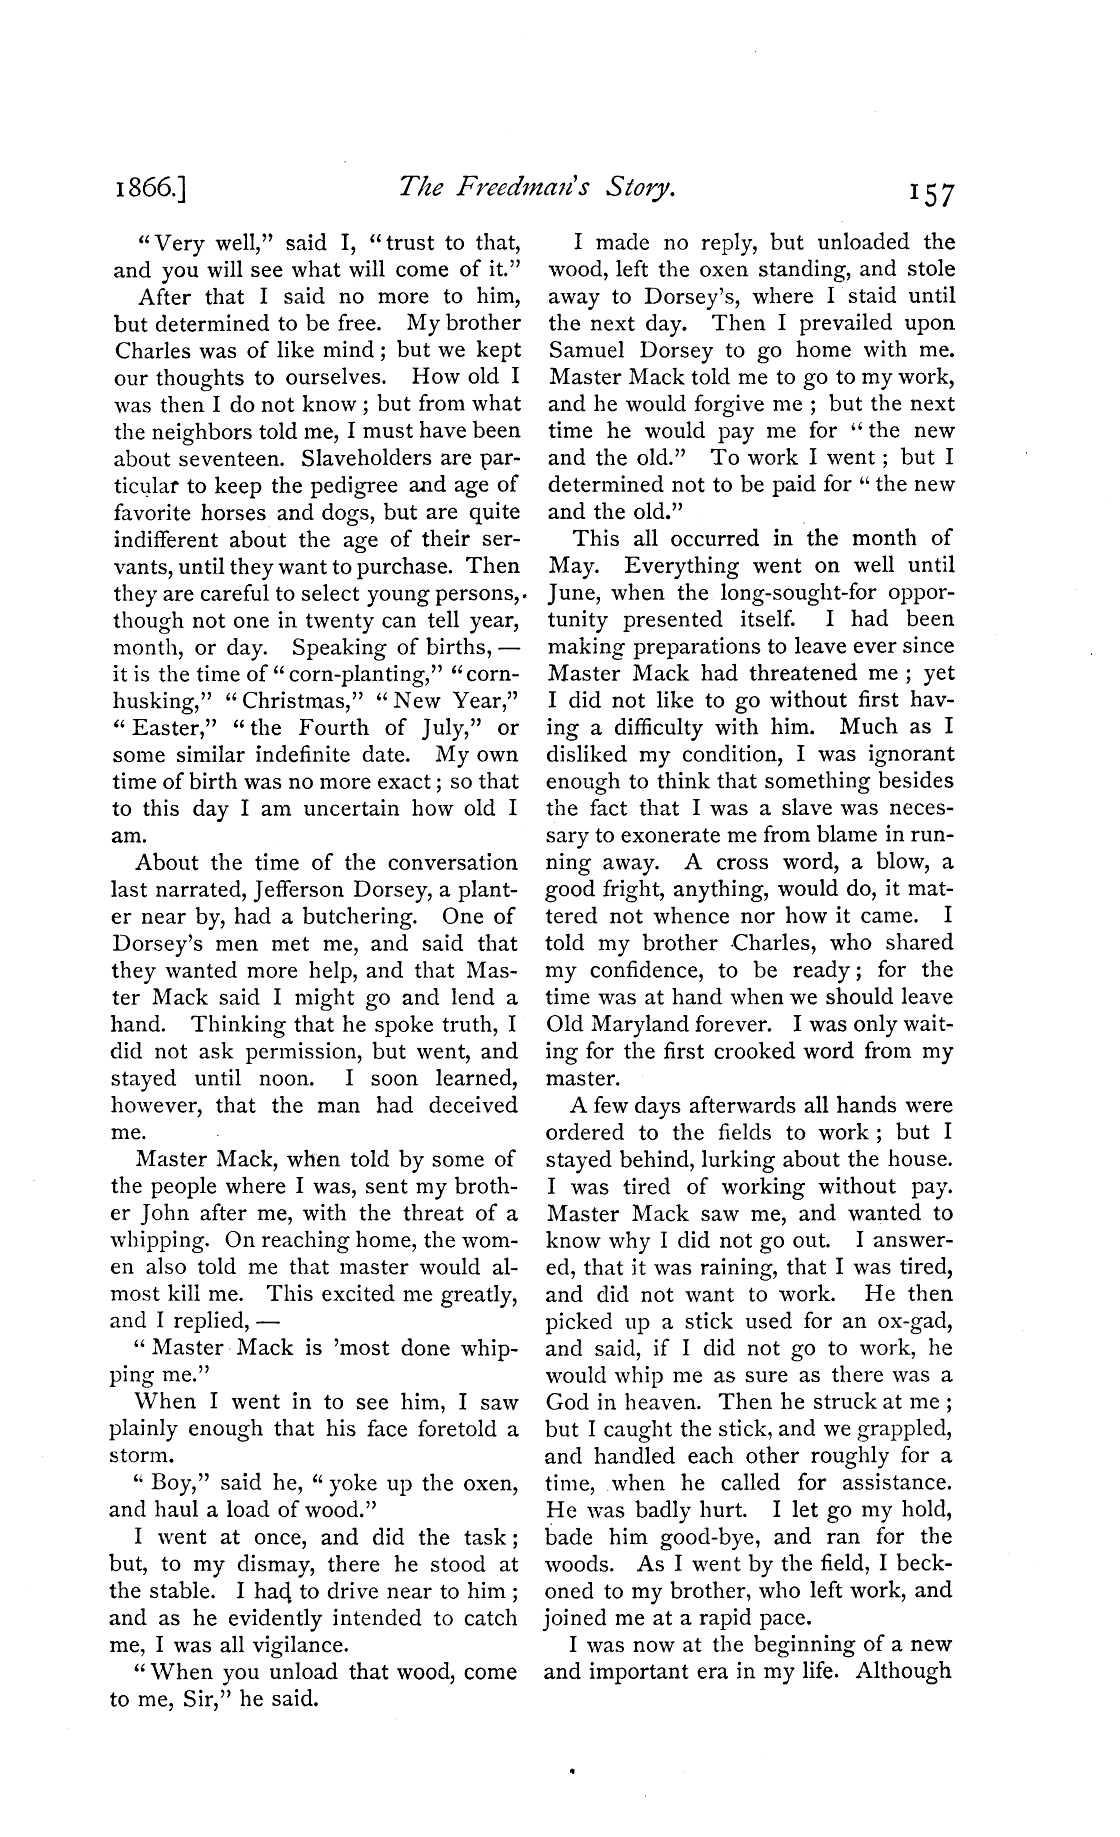 1866.] The Freedman's Story. 157
“Very well,” said I, “trust to that,
and you will see what will come of it.”
After that I said no more to him,
but determined to be free. My brother
Charles was of like mind; but we kept
our thoughts to ourselves. How old I
was then I do not know; but from what
the neighbors told me, I must have been
about seventeen. Slaveholders are par-
ticular to keep the pedigree and age of
favorite horses and dogs, but are quite
indifferent about the age of their ser-
vants, until they want to purchase. Then
they are careful to select young persons,
though not one in twenty can tell year,
month, or day. Speaking of births, —
it is the time of “corn-planting,” “corn-
husking,” “Christmas,” “New Year,”
“Easter,” “the Fourth of July,” or
some similar indefinite date. My own
time of birth was no more exact; so that
to this day I am uncertain how old I
am.
About the time of the conversation
last narrated, Jefferson Dorsey, a plant-
er near by, had a butchering. One of
Dorsey's men met me, and said that
they wanted more help, and that Mas-
ter Mack said I might go and lend a
hand. Thinking that he spoke truth, I
did not ask permission, but went, and
stayed until noon. I soon learned,
however, that the man had deceived
me.
Master Mack, when told by some of
the people where I was, sent my broth-
er John after me, with the threat of a
whipping. On reaching home, the wom-
en also told me that master would al-
most kill me. This excited me greatly,
and I replied, —
“Master Mack is 'most done whip-
ping me.”
When I went in to see him, I saw
plainly enough that his face foretold a
storm.
“Boy,” said he, “yoke up the oxen,
and haul a load of wood.”
I went at once, and did the task;
but, to my dismay, there he stood at
the stable. I had to drive near to him;
and as he evidently intended to catch
me, I was all vigilance.
“When you unload that wood, come
to me, Sir,” he said.
I made no reply, but unloaded the
wood, left the oxen standing, and stole
away to Dorsey's, where I staid until
the next day. Then I prevailed upon
Samuel Dorsey to go home with me.
Master Mack told me to go to my work,
and he would forgive me; but the next
time he would pay me for “the new
and the old.” To work I went; but I
determined not to be paid for “the new
and the old.”
This all occurred in the month of
May. Everything went on well until
June, when the long-sought-for oppor-
tunity presented itself. I had been
making preparations to leave ever since
Master Mack had threatened me; yet
I did not like to go without first hav-
ing a difficulty with him. Much as I
disliked my condition, I was ignorant
enough to think that something besides
the fact that I was a slave was neces-
sary to exonerate me from blame in run-
ning away. A cross word, a blow, a
good fright, anything, would do, it mat-
tered not whence nor how it came. I
told my brother Charles, who shared
my confidence, to be ready; for the
time was at hand when we should leave
Old Maryland forever. I was only wait-
ing for the first crooked word from my
master.
A few days afterwards all hands were
ordered to the fields to work; but I
stayed behind, lurking about the house.
I was tired of working without pay.
Master Mack saw me, and wanted to
know why I did not go out. I answer-
ed, that it was raining, that I was tired,
and did not want to work. He then
picked up a stick used for an ox-gad,
and said, if I did not go to work, he
would whip me as sure as there was a
God in heaven. Then he struck at me;
but I caught the stick, and we grappled,
and handled each other roughly for a
time, when he called for assistance.
He was badly hurt. I let go my hold,
bade him good-bye, and ran for the
woods. As I went by the field, I beck-
oned to my brother, who left work, and
joined me at a rapid pace.
I was now at the beginning of a new
and important era in my life. Although